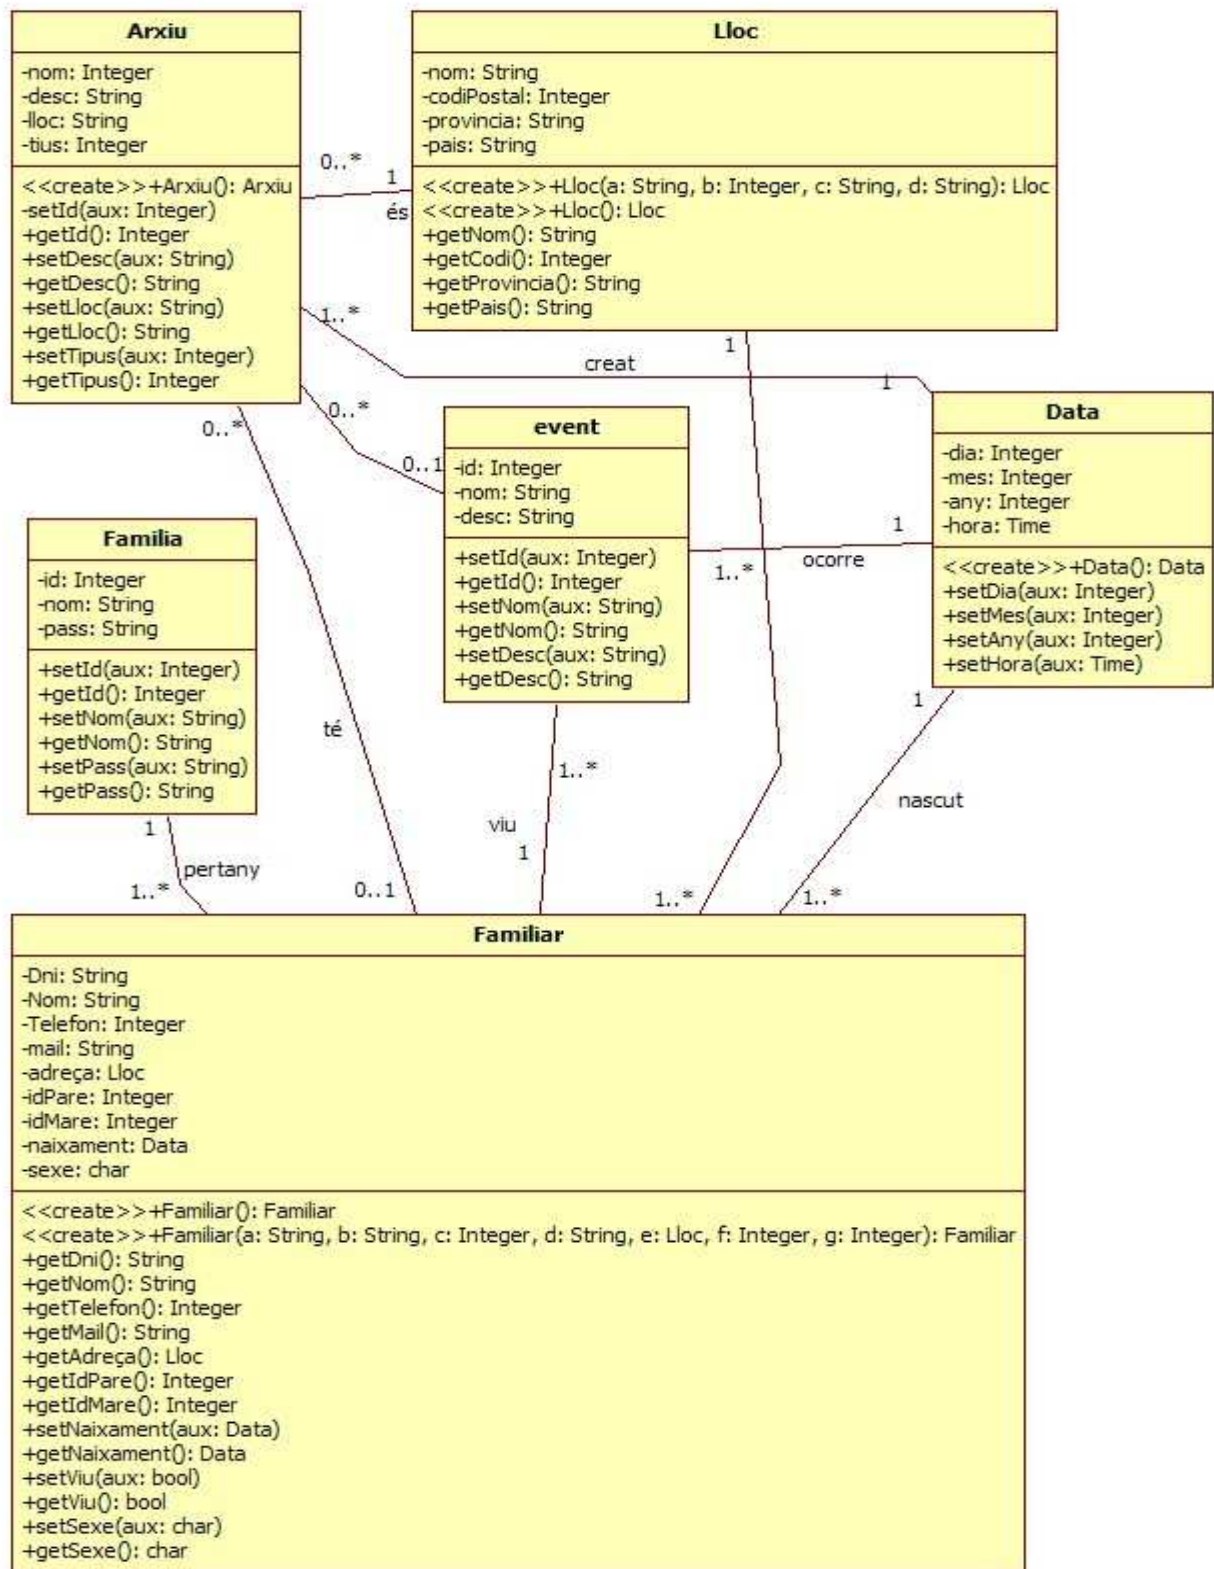 Arxiu
-nom: Integer
-desc: String
-lloc: String
-tius: Integer
<<create>>+Arxiu(): Arxiu
-setId(aux: Integer)
+getId(): Integer
+setDesc(aux: String)
+getDesc(): String
+setLloc(aux: String)
+getLloc(): String
+setTipus(aux: Integer)
+getTipus(): Integer
0..*
1
és
Lloc
-nom: String
-codiPostal: Integer
-provincia: String
-pais: String
<<create>>+Lloc(a: String, b: Integer, c: String, d: String): Lloc
<<create>>+Lloc(): Lloc
+getNom(): String
+getCodi(): Integer
+getProvincia(): String
+getPais(): String
1..*
creat
1
1
0..*
0..1
0..*
event
-id: Integer
-nom: String
-desc: String
+setId(aux: Integer)
+getId(): Integer
+setNom(aux: String)
+getNom(): String
+setDesc(aux: String)
+getDesc(): String
1..*
ocorre
1
Data
-dia: Integer
-mes: Integer
-any: Integer
-hora: Time
<<create>>+Data(): Data
+setDia(aux: Integer)
+setMes(aux: Integer)
+setAny(aux: Integer)
+setHora(aux: Time)
Familia
-id: Integer
-nom: String
-pass: String
+setId(aux: Integer)
+getId(): Integer
+setNom(aux: String)
+getNom(): String
+setPass(aux: String)
+getPass(): String
té
1
nascut
1..*
viu
1
1
pertany
1..*
0..1
1..*
1..*
Familiar
-Dni: String
-Nom: String
-Telefon: Integer
-mail: String
-adreça: Lloc
-idPare: Integer
-idMare: Integer
-naixament: Data
-sexe: char
<<create>>+Familiar(): Familiar
<<create>>+Familiar(a: String, b: String, c: Integer, d: String, e: Lloc, f: Integer, g: Integer): Familiar
+getDni(): String
+getNom(): String
+getTelefon(): Integer
+getMail(): String
+getAdreça(): Lloc
+getIdPare(): Integer
+getIdMare(): Integer
+setNaixament(aux: Data)
+getNaixament(): Data
+setViu(aux: bool)
+getViu(): bool
+setSexe(aux: char)
+getSexe(): char